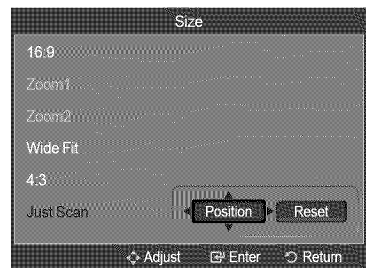 Size
16:9
Zoom1
Zoom2
Wide Fit
4:3
Just Scan
Position Reset
Adjust Enter Return